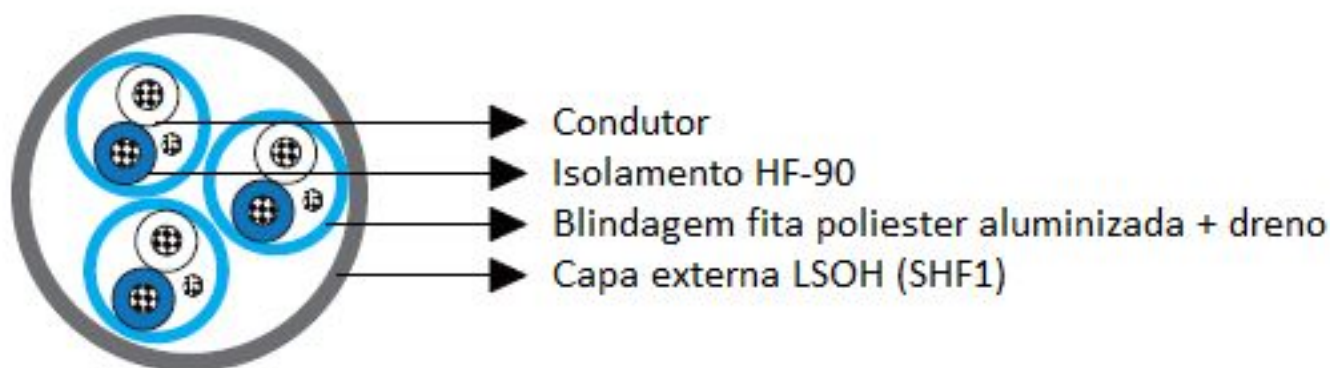 Condutor
Isolamento HF-90
Blindagem fita poliester aluminizada + dreno
Capa externa LSOH (SHF1)